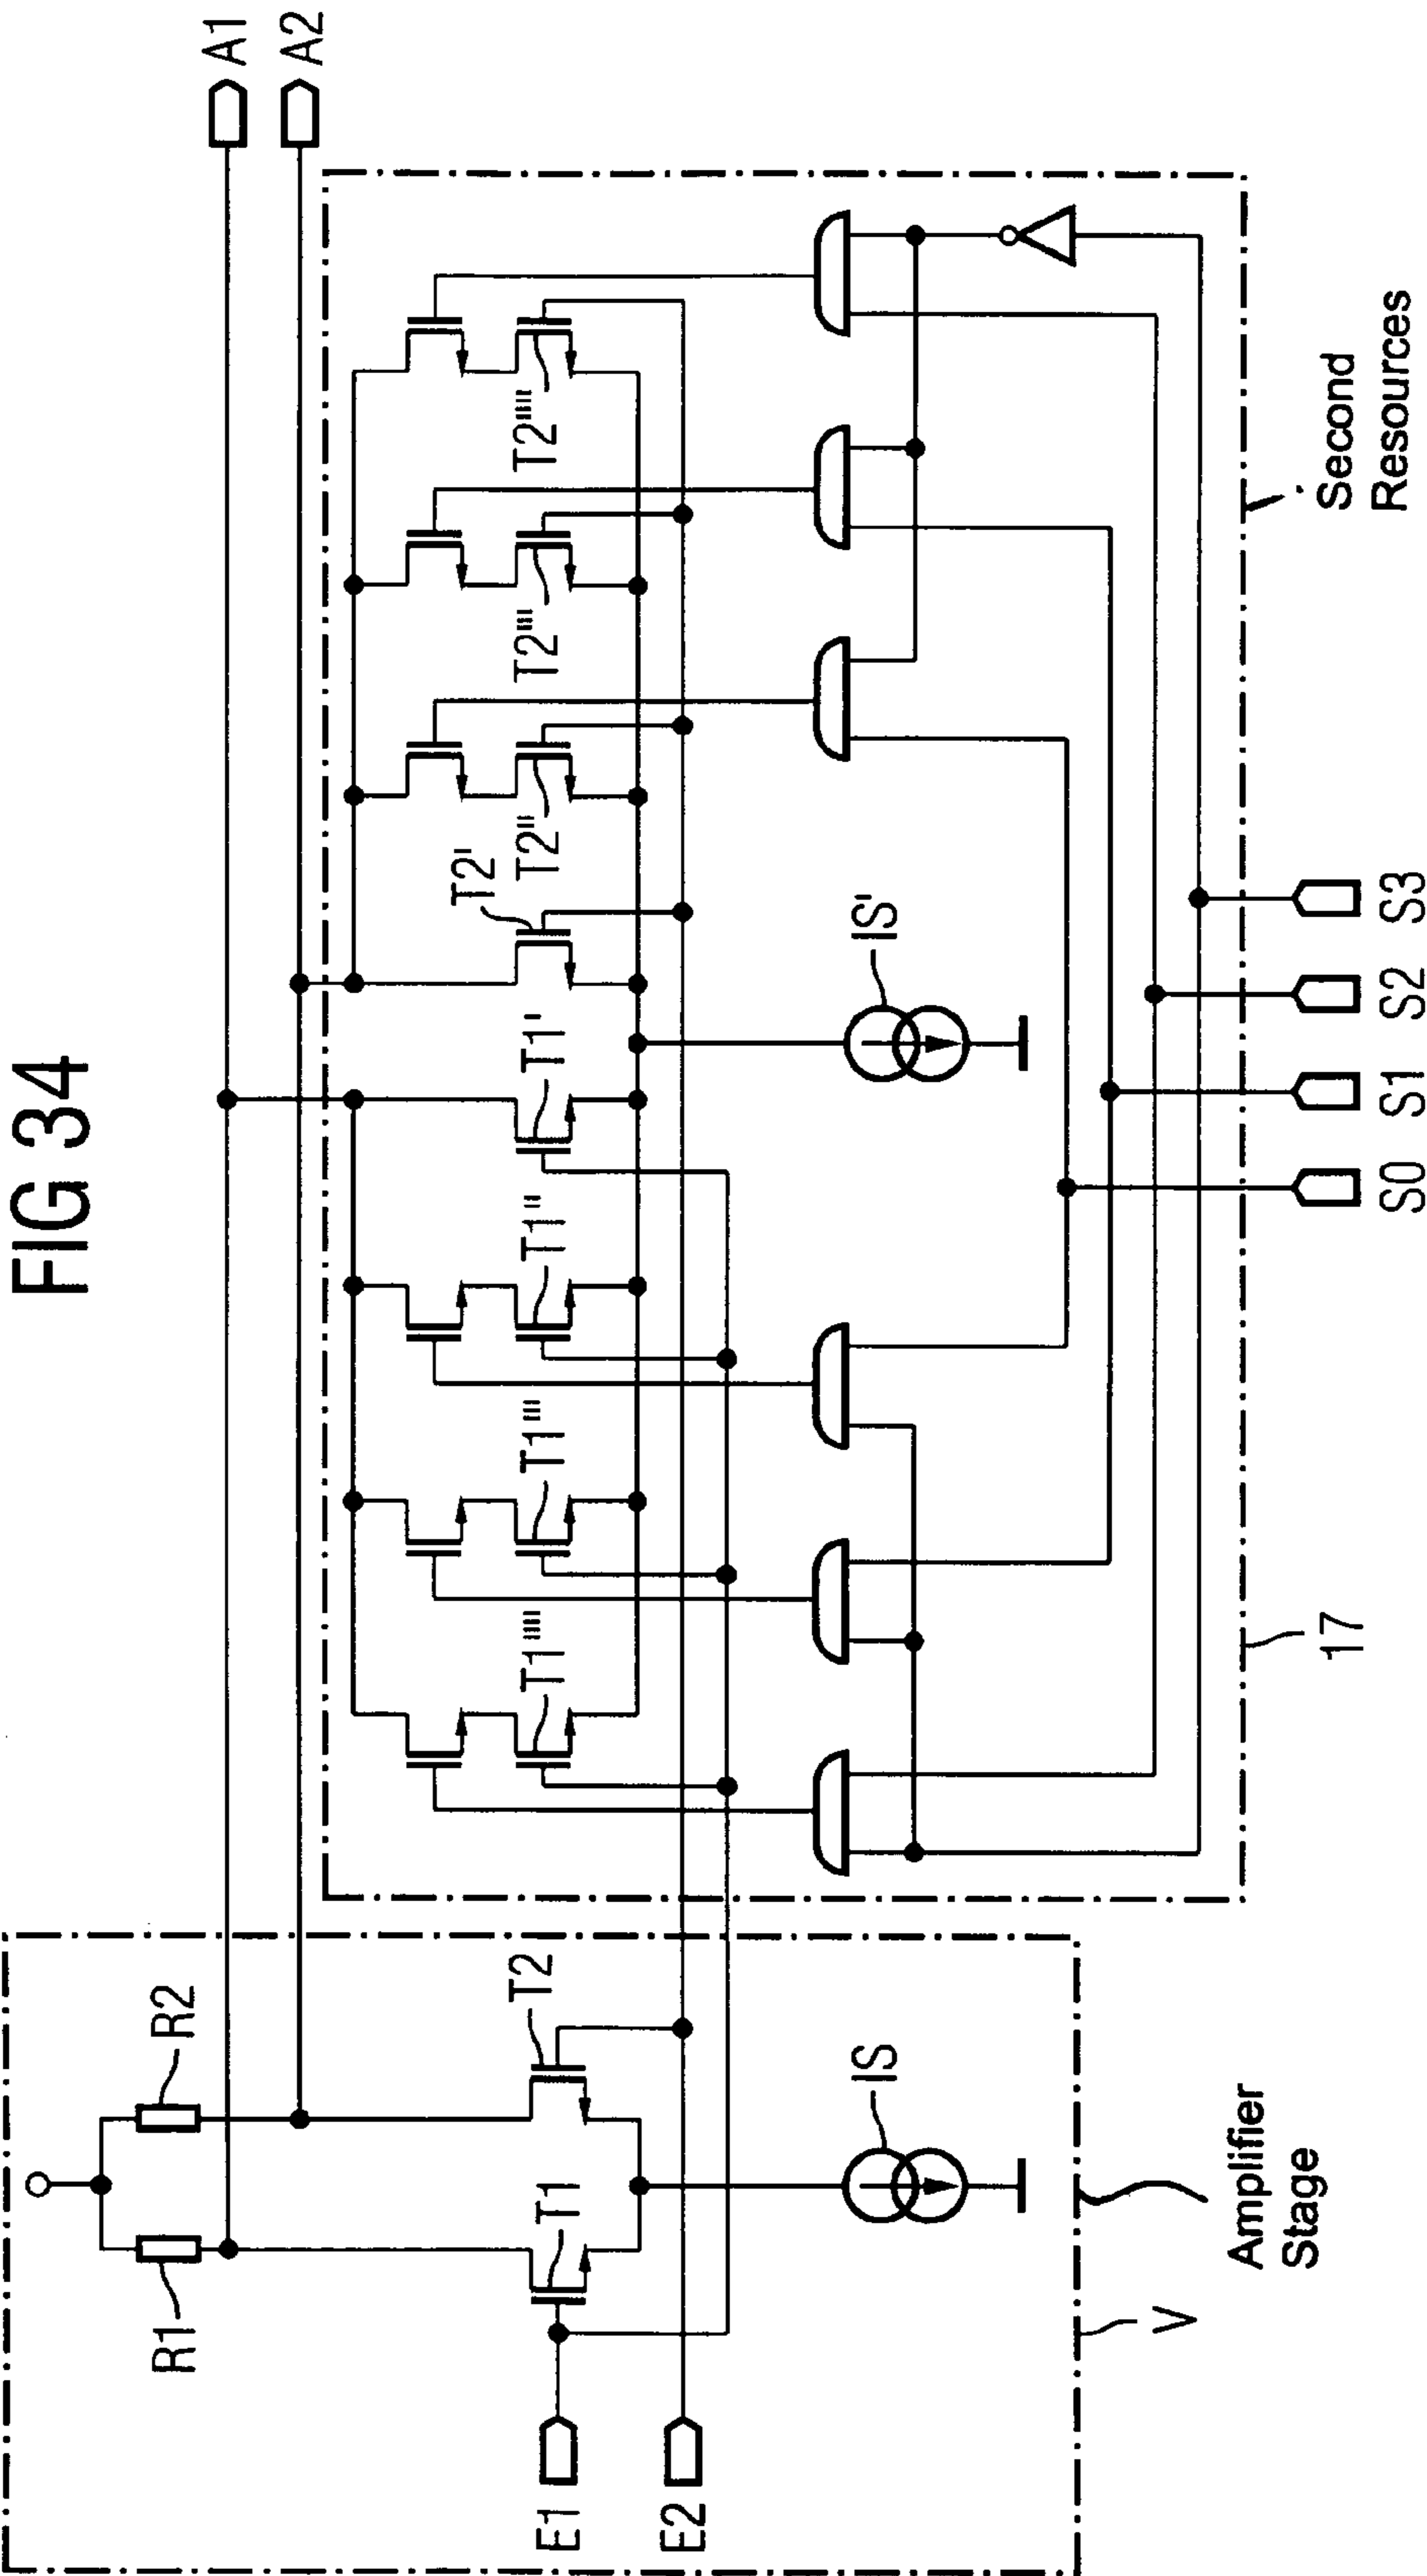 FIG 34
A1
A2
R1
R2
T1
T2
E1
E2
IS
V
Amplifier
Stage
T1''''
T1'''
T1''
T1'
T2'
T2''
T2'''
T2''''
IS'
17
S0
S1
S2
S3
Second
Resources